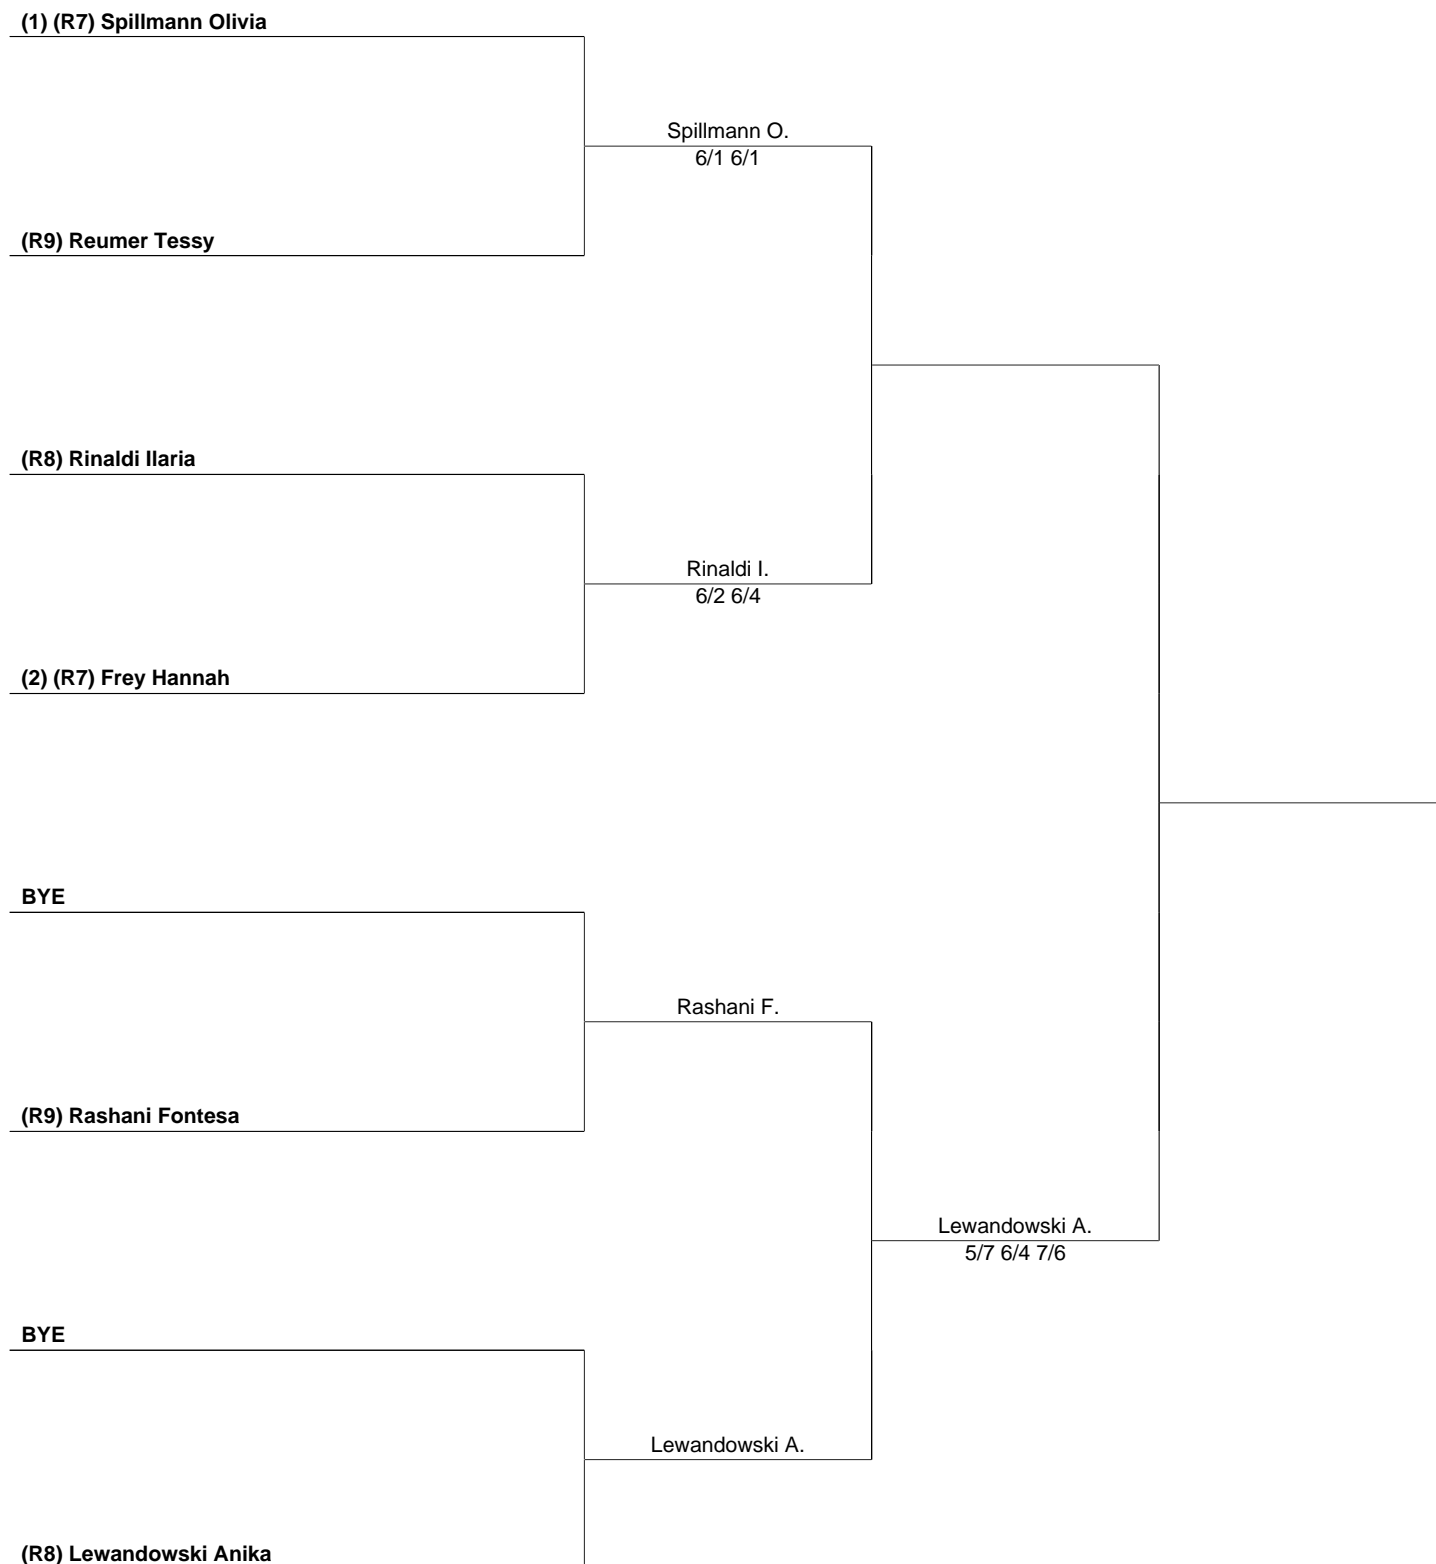 (1) (R7) Spillmann Olivia
Spillmann O.
6/1 6/1
(R9) Reumer Tessy
(R8) Rinaldi Ilaria
Rinaldi I.
6/2 6/4
(2) (R7) Frey Hannah
BYE
Rashani F.
(R9) Rashani Fontesa
Lewandowski A.
5/7 6/4 7/6
BYE
Lewandowski A.
(R8) Lewandowski Anika